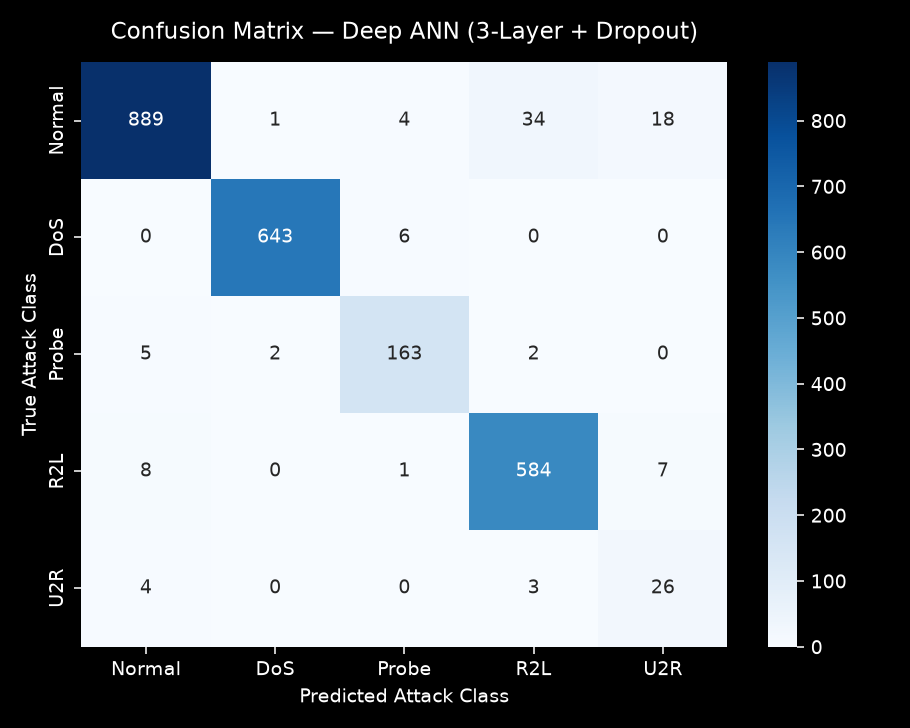 Confusion Matrix — Deep ANN (3-Layer + Dropout)
True Attack Class
Normal 889 1 4 34 18
DoS 0 643 6 0 0
Probe 5 2 163 2 0
R2L 8 0 1 584 7
U2R 4 0 0 3 26
Normal DoS Probe R2L U2R
Predicted Attack Class
800
700
600
500
400
300
200
100
0